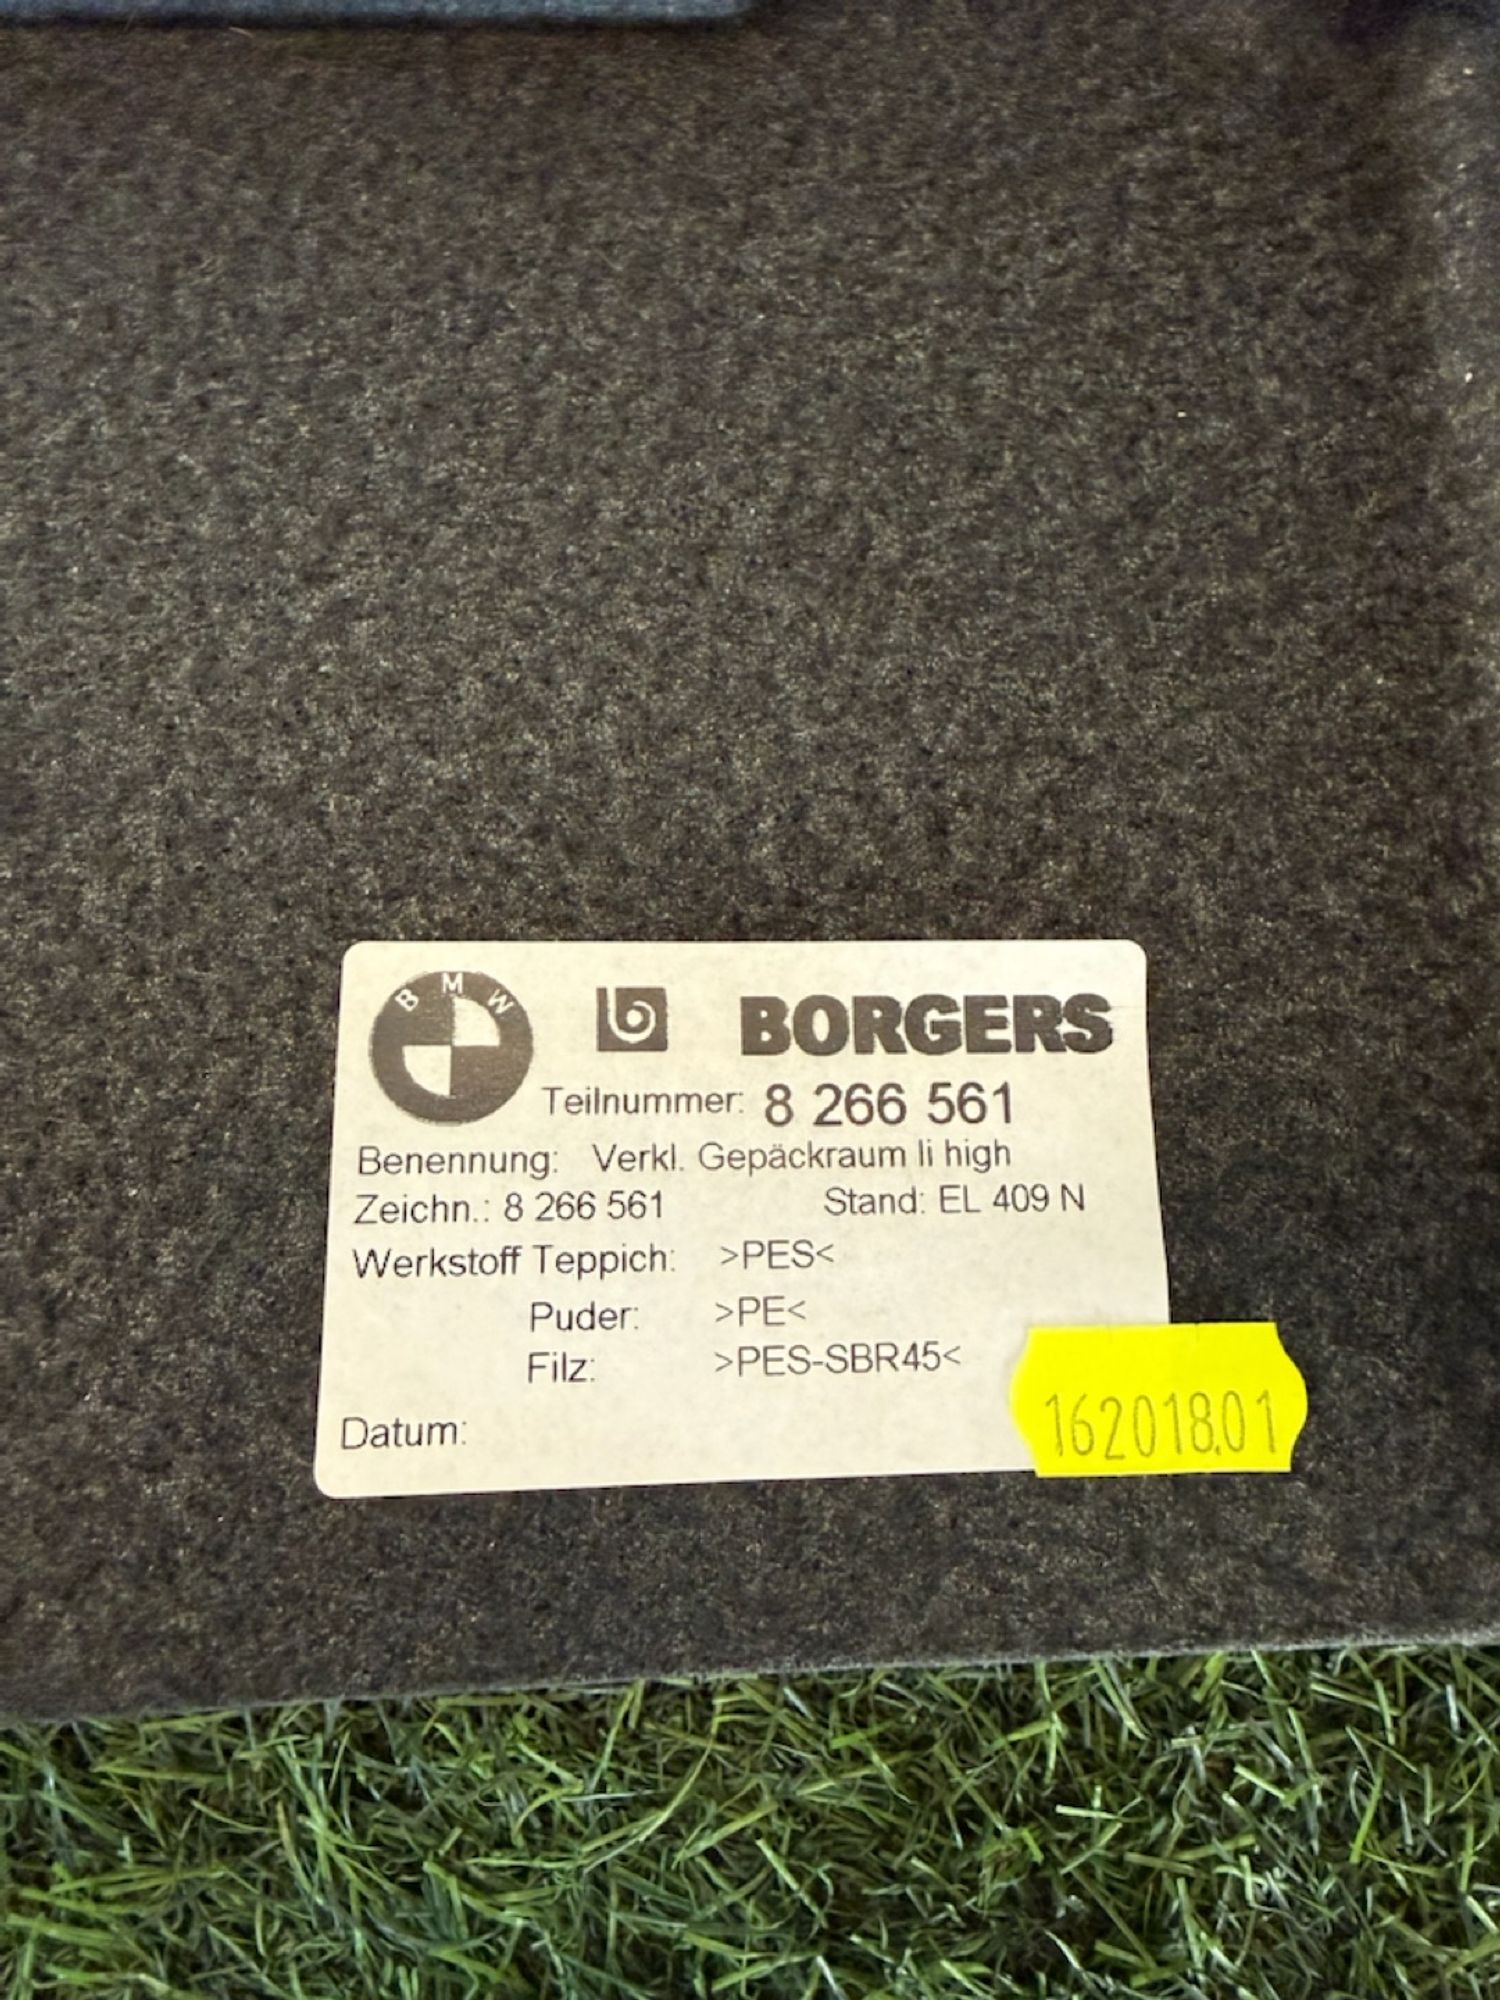 BMW
b BORGERS
Teilnummer: 8 266 561
Benennung: Verkl. Gepäckraum li high
Zeichn.: 8 266 561 Stand: EL 409 N
Werkstoff Teppich: >PES<
Puder: >PE<
Filz: >PES-SBR45<
Datum:
162018.01